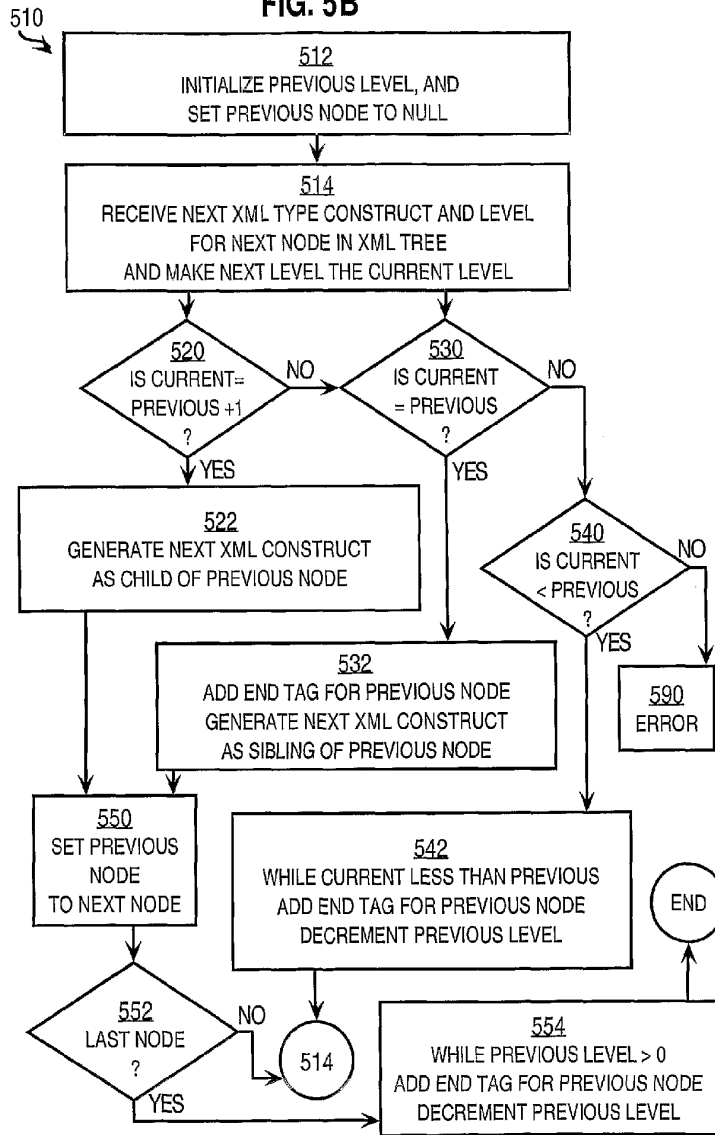 FIG. 5B
510
512
INITIALIZE PREVIOUS LEVEL, AND
SET PREVIOUS NODE TO NULL
514
RECEIVE NEXT XML TYPE CONSTRUCT AND LEVEL
FOR NEXT NODE IN XML TREE
AND MAKE NEXT LEVEL THE CURRENT LEVEL
520
IS CURRENT=
PREVIOUS +1
?
NO
YES
530
IS CURRENT
= PREVIOUS
?
NO
YES
522
GENERATE NEXT XML CONSTRUCT
AS CHILD OF PREVIOUS NODE
540
IS CURRENT
< PREVIOUS
?
NO
YES
532
ADD END TAG FOR PREVIOUS NODE
GENERATE NEXT XML CONSTRUCT
AS SIBLING OF PREVIOUS NODE
590
ERROR
550
SET PREVIOUS
NODE
TO NEXT NODE
542
WHILE CURRENT LESS THAN PREVIOUS
ADD END TAG FOR PREVIOUS NODE
DECREMENT PREVIOUS LEVEL
END
552
LAST NODE
?
NO
YES
514
554
WHILE PREVIOUS LEVEL > 0
ADD END TAG FOR PREVIOUS NODE
DECREMENT PREVIOUS LEVEL